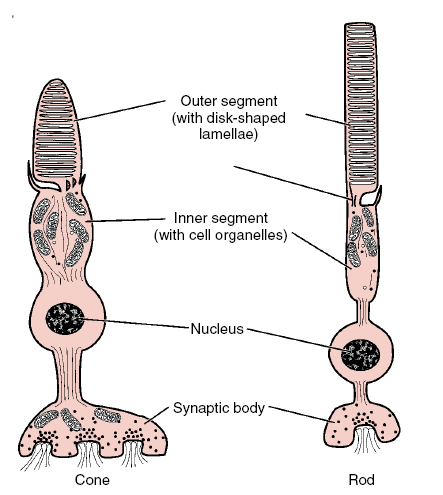 Outer segment
(with disk-shaped
lamellae)
Inner segment
(with cell organelles)
Nucleus
Synaptic body
Cone
Rod